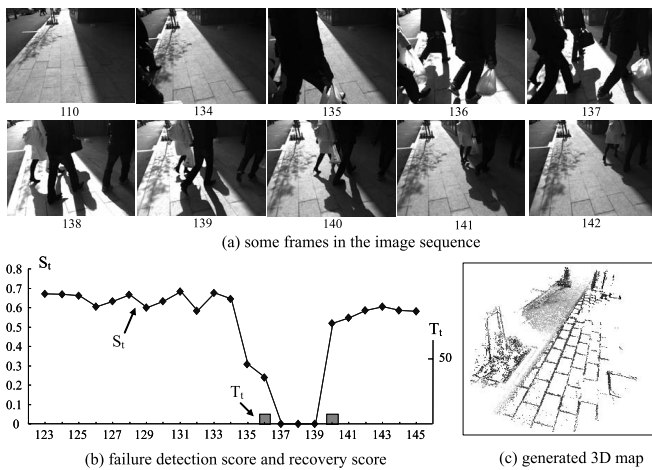 110 134 135 136 137
138 139 140 141 142
(a) some frames in the image sequence
St
0.8
0.7
0.6
0.5
0.4
0.3
0.2
0.1
0
St
Tt
Tt
50
123 125 127 129 131 133 135 137 139 141 143 145
(b) failure detection score and recovery score
(c) generated 3D map